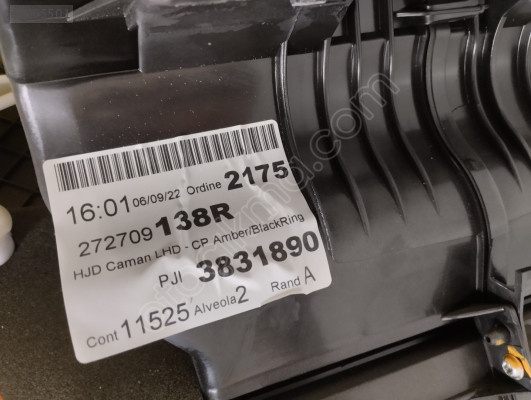 16:01 06/09/22 Ordine 2175
272709 138R
HJD Caman LHD - CP Amber/BlackRing
PJI 3831890
Cont 11525 Alveola 2 Rand A